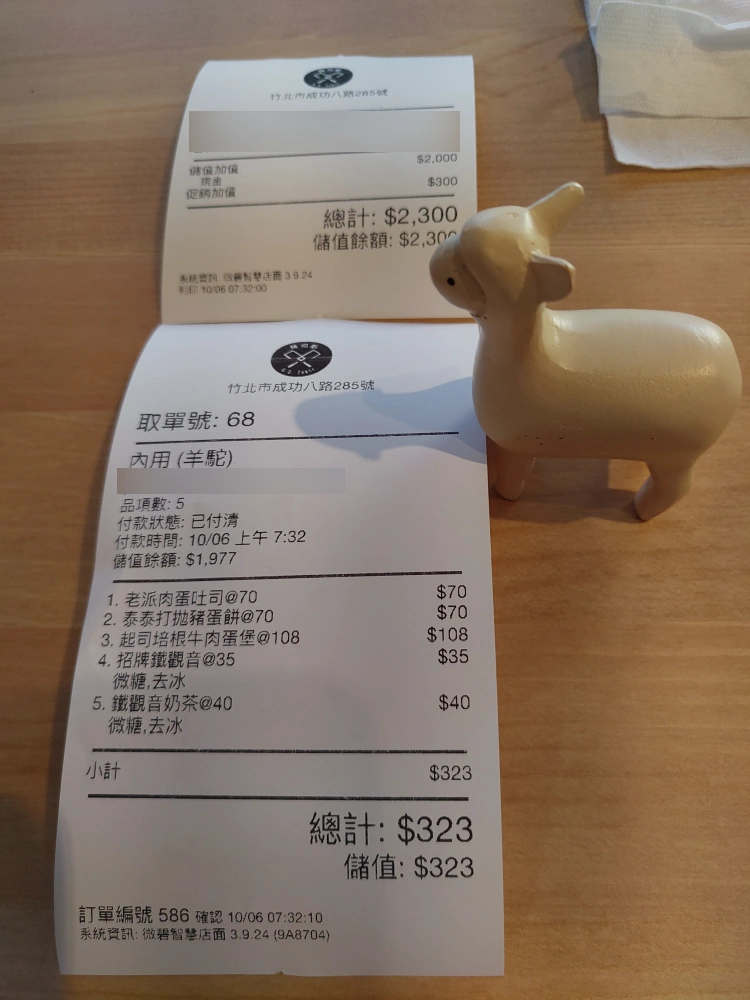 竹北市成功八路285號
儲值加值 $2,000
現金
促銷加值 $300
總計: $2,300
儲值餘額: $2,300
系統資訊: 微碧智慧店面 3.9.24
列印 10/06 07:32:00
竹北市成功八路285號
取單號: 68
內用 (羊駝)
品項數: 5
付款狀態: 已付清
付款時間: 10/06 上午 7:32
儲值餘額: $1,977
1. 老派肉蛋吐司@70 $70
2. 泰泰打拋豬蛋餅@70 $70
3. 起司培根牛肉蛋堡@108 $108
4. 招牌鐵觀音@35 $35
微糖,去冰
5. 鐵觀音奶茶@40 $40
微糖,去冰
小計 $323
總計: $323
儲值: $323
訂單編號 586 確認 10/06 07:32:10
系統資訊: 微碧智慧店面 3.9.24 (9A8704)